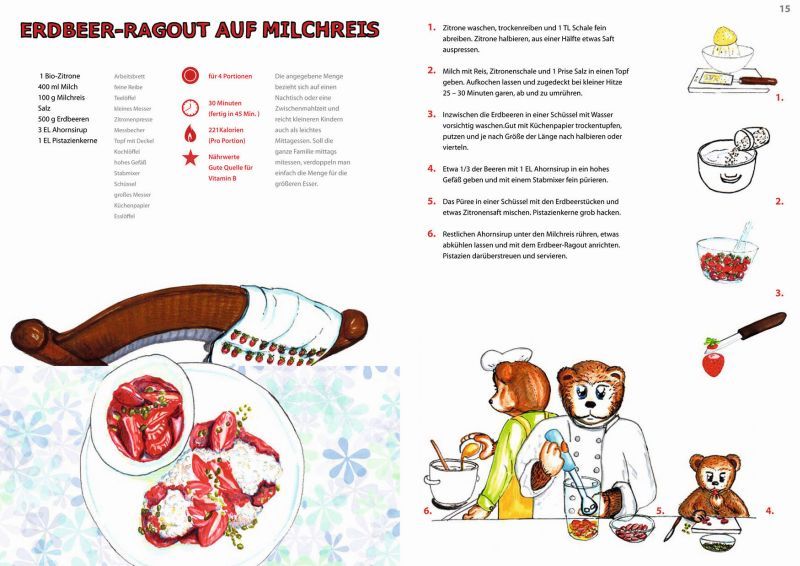 15
ERDBEER-RAGOUT AUF MILCHREIS
1 Bio-Zitrone
400 ml Milch
100 g Milchreis
Salz
500 g Erdbeeren
3 EL Ahornsirup
1 EL Pistazienkerne
Arbeitsbrett
feine Reibe
Teelöffel
kleines Messer
Zitronenpresse
Messbecher
Topf mit Deckel
Kochlöffel
hohes Gefäß
Stabmixer
Schüssel
großes Messer
Küchenpapier
Esslöffel
für 4 Portionen
30 Minuten
(fertig in 45 Min. )
221Kalorien
(Pro Portion)
Nährwerte
Gute Quelle für
Vitamin B
Die angegebene Menge
bezieht sich auf einen
Nachtisch oder eine
Zwischenmahlzeit und
reicht kleineren Kindern
auch als leichtes
Mittagessen. Soll die
ganze Familie mittags
mitessen, verdoppeln man
einfach die Menge für die
größeren Esser.
1. Zitrone waschen, trockenreiben und 1 TL Schale fein
abreiben. Zitrone halbieren, aus einer Hälfte etwas Saft
auspressen.
2. Milch mit Reis, Zitronenschale und 1 Prise Salz in einen Topf
geben. Aufkochen lassen und zugedeckt bei kleiner Hitze
25 – 30 Minuten garen, ab und zu umrühren.
3. Inzwischen die Erdbeeren in einer Schüssel mit Wasser
vorsichtig waschen.Gut mit Küchenpapier trockentupfen,
putzen und je nach Größe der Länge nach halbieren oder
vierteln.
4. Etwa 1/3 der Beeren mit 1 EL Ahornsirup in ein hohes
Gefäß geben und mit einem Stabmixer fein pürieren.
5. Das Püree in einer Schüssel mit den Erdbeerstücken und
etwas Zitronensaft mischen. Pistazienkerne grob hacken.
6. Restlichen Ahornsirup unter den Milchreis rühren, etwas
abkühlen lassen und mit dem Erdbeer-Ragout anrichten.
Pistazien darüberstreuen und servieren.
1.
2.
3.
6.
5.
4.